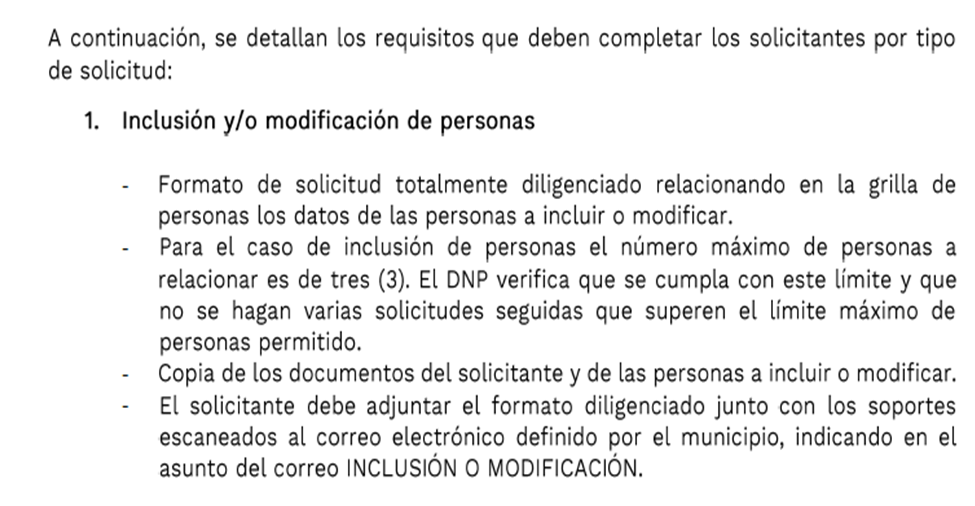 A continuación, se detallan los requisitos que deben completar los solicitantes por tipo
de solicitud:
1. Inclusión y/o modificación de personas
- Formato de solicitud totalmente diligenciado relacionando en la grilla de
personas los datos de las personas a incluir o modificar.
- Para el caso de inclusión de personas el número máximo de personas a
relacionar es de tres (3). El DNP verifica que se cumpla con este límite y que
no se hagan varias solicitudes seguidas que superen el límite máximo de
personas permitido.
- Copia de los documentos del solicitante y de las personas a incluir o modificar.
- El solicitante debe adjuntar el formato diligenciado junto con los soportes
escaneados al correo electrónico definido por el municipio, indicando en el
asunto del correo INCLUSIÓN O MODIFICACIÓN.